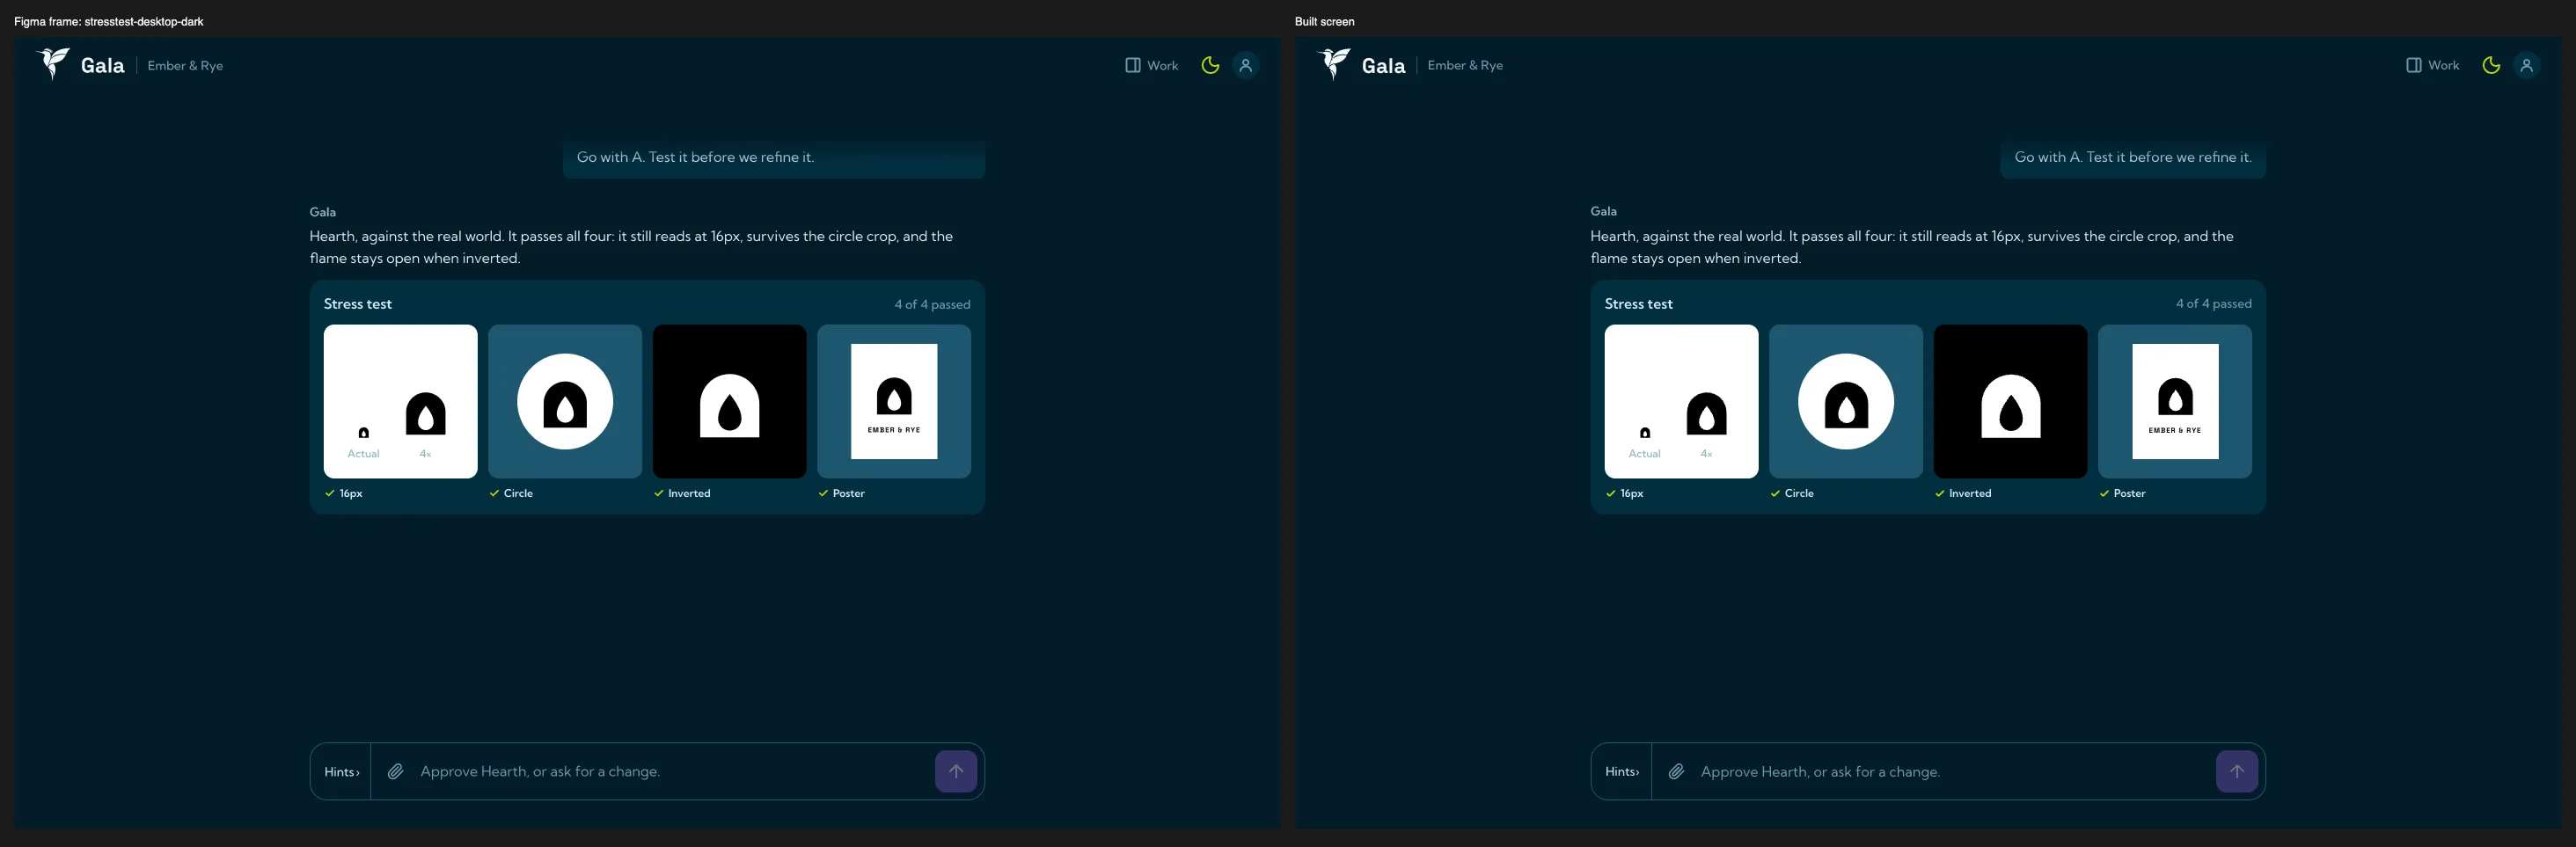 Figma frame: stresstest-desktop-dark
Gala
Ember & Rye
Work
Go with A. Test it before we refine it.
Gala
Hearth, against the real world. It passes all four: it still reads at 16px, survives the circle crop, and the
flame stays open when inverted.
Stress test
4 of 4 passed
Actual
4×
EMBER & RYE
16px
Circle
Inverted
Poster
Hints›
Approve Hearth, or ask for a change.
Built screen
Gala
Ember & Rye
Work
Go with A. Test it before we refine it.
Gala
Hearth, against the real world. It passes all four: it still reads at 16px, survives the circle crop, and the
flame stays open when inverted.
Stress test
4 of 4 passed
Actual
4×
EMBER & RYE
16px
Circle
Inverted
Poster
Hints›
Approve Hearth, or ask for a change.